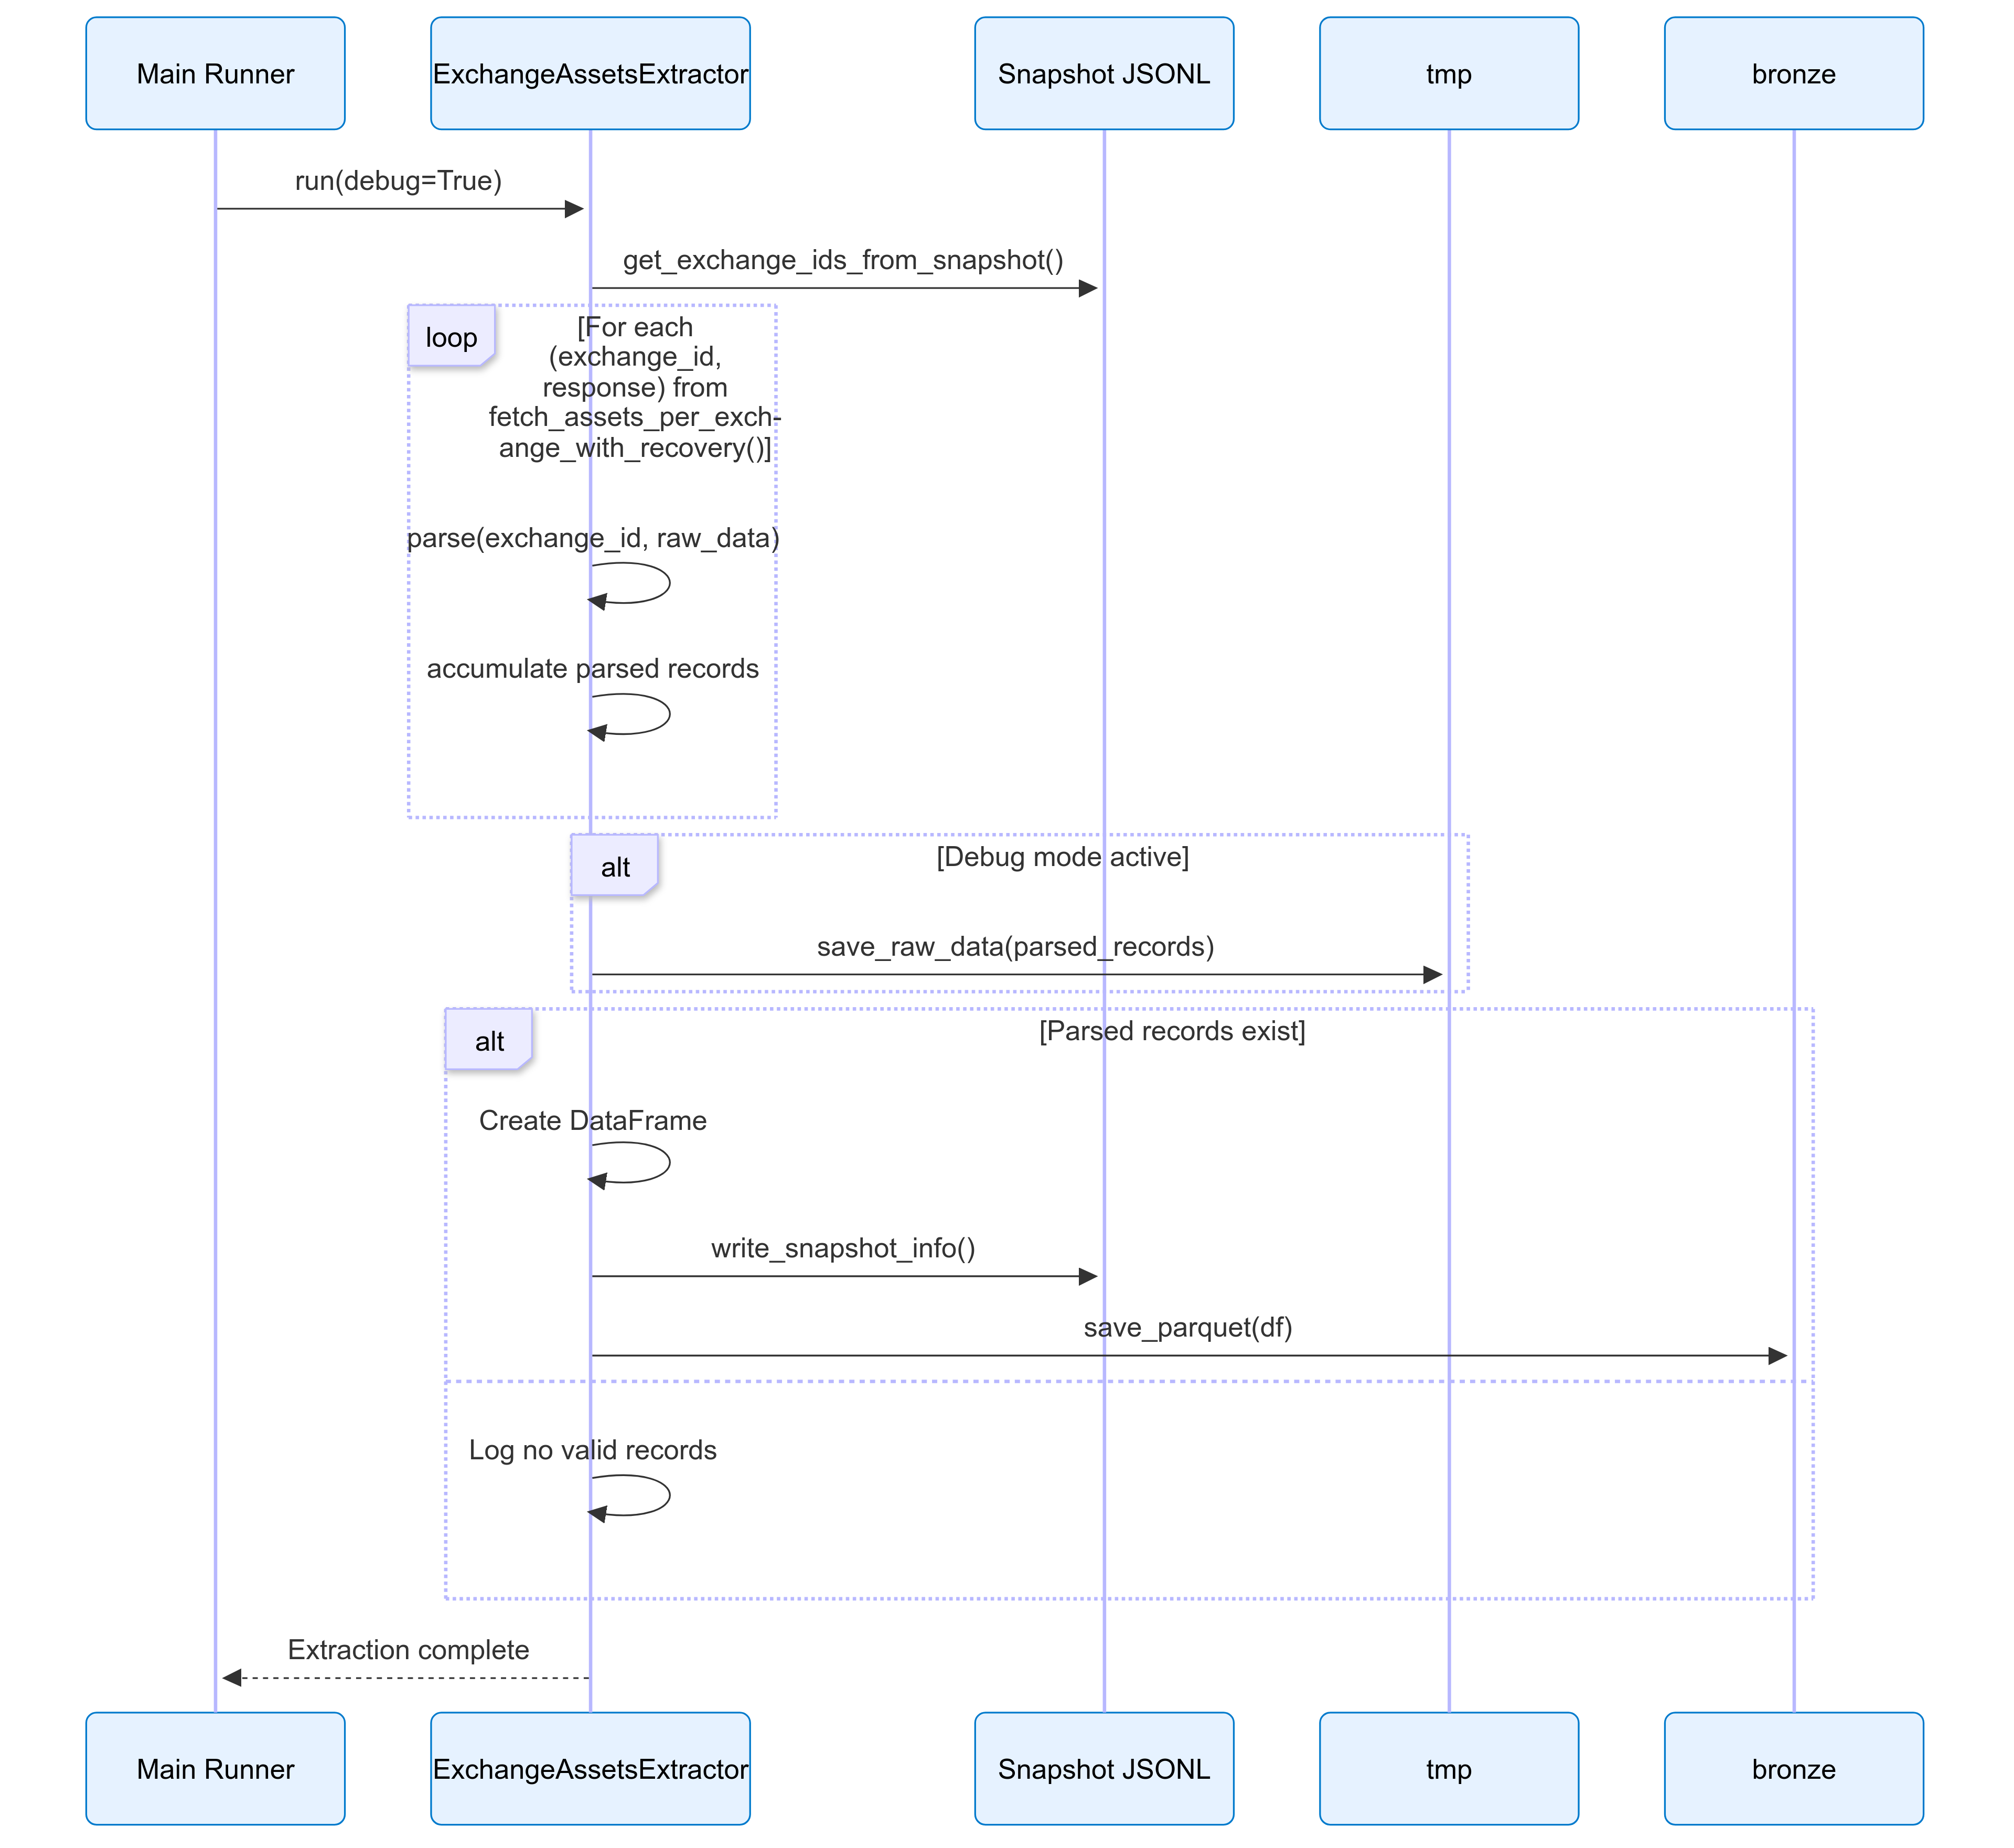 Main Runner
ExchangeAssetsExtractor
Snapshot JSONL
tmp
bronze
run(debug=True)
get_exchange_ids_from_snapshot()
loop
[For each
(exchange_id,
response) from
fetch_assets_per_exch-
ange_with_recovery()]
parse(exchange_id, raw_data)
accumulate parsed records
alt
[Debug mode active]
save_raw_data(parsed_records)
alt
[Parsed records exist]
Create DataFrame
write_snapshot_info()
save_parquet(df)
Log no valid records
Extraction complete
Main Runner
ExchangeAssetsExtractor
Snapshot JSONL
tmp
bronze